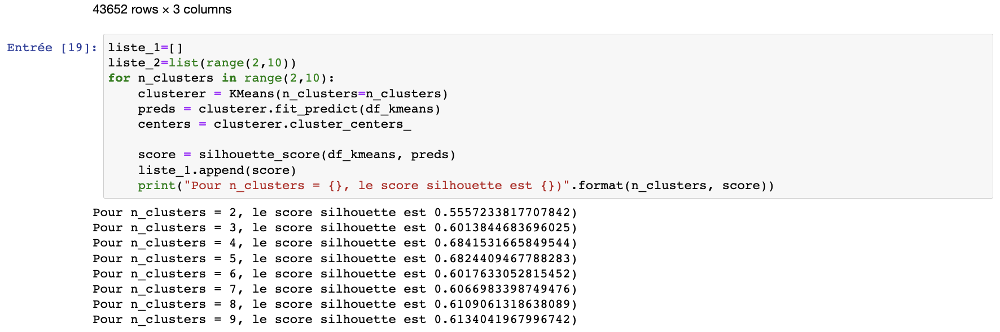 43652 rows × 3 columns
Entrée [19]: liste_1=[]
liste_2=list(range(2,10))
for n_clusters in range(2,10):
    clusterer = KMeans(n_clusters=n_clusters)
    preds = clusterer.fit_predict(df_kmeans)
    centers = clusterer.cluster_centers_
    score = silhouette_score(df_kmeans, preds)
    liste_1.append(score)
    print("Pour n_clusters = {}, le score silhouette est {})".format(n_clusters, score))
Pour n_clusters = 2, le score silhouette est 0.5557233817707842)
Pour n_clusters = 3, le score silhouette est 0.6013844683696025)
Pour n_clusters = 4, le score silhouette est 0.6841531665849544)
Pour n_clusters = 5, le score silhouette est 0.6824409467788283)
Pour n_clusters = 6, le score silhouette est 0.6017633052815452)
Pour n_clusters = 7, le score silhouette est 0.6066983398749476)
Pour n_clusters = 8, le score silhouette est 0.6109061318638089)
Pour n_clusters = 9, le score silhouette est 0.6134041967996742)